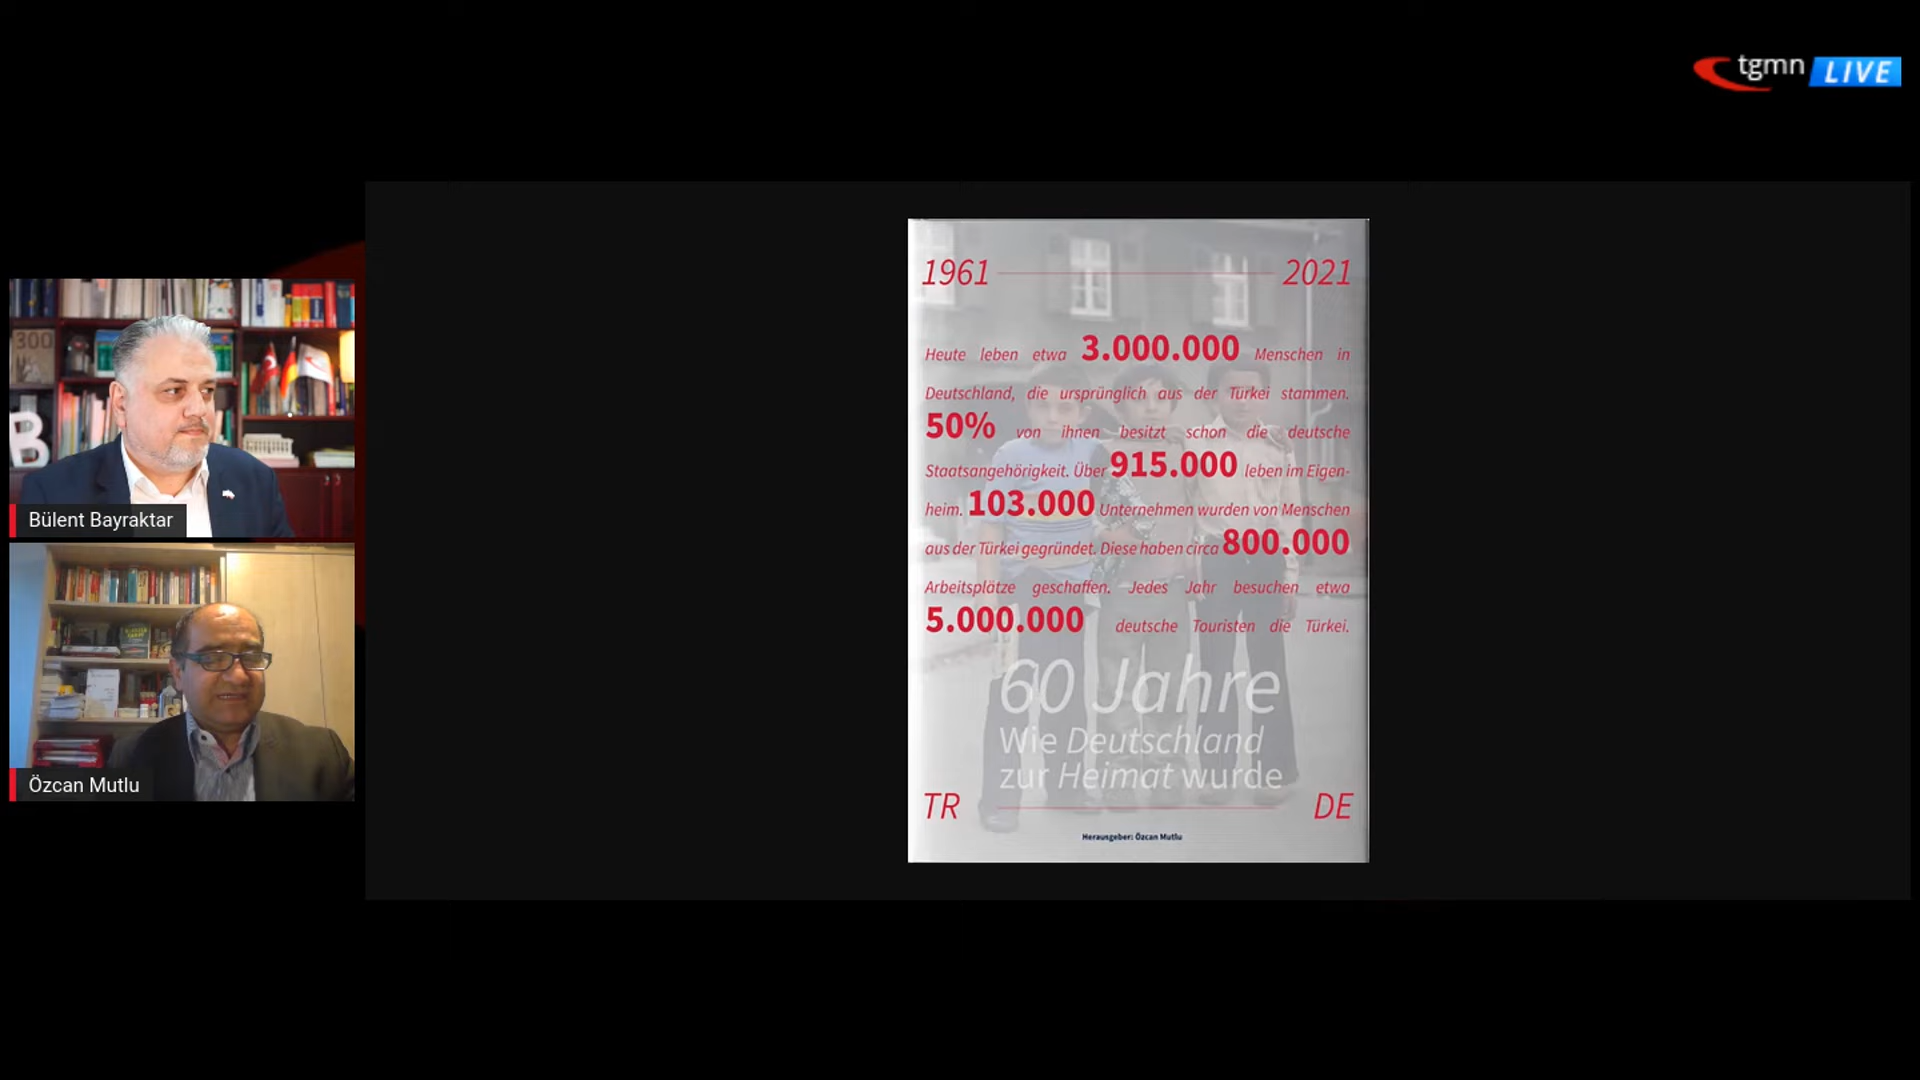 tgmn LIVE
1961 2021
Heute leben etwa 3.000.000 Menschen in
Deutschland, die ursprünglich aus der Türkei stammen.
50% von ihnen besitzt schon die deutsche
Staatsangehörigkeit. Über 915.000 leben im Eigen-
heim. 103.000 Unternehmen wurden von Menschen
aus der Türkei gegründet. Diese haben circa 800.000
Arbeitsplätze geschaffen. Jedes Jahr besuchen etwa
5.000.000 deutsche Touristen die Türkei.
60 Jahre
Wie Deutschland
zur Heimat wurde
TR DE
Herausgeber: Özcan Mutlu
300
B
Bülent Bayraktar
Özcan Mutlu